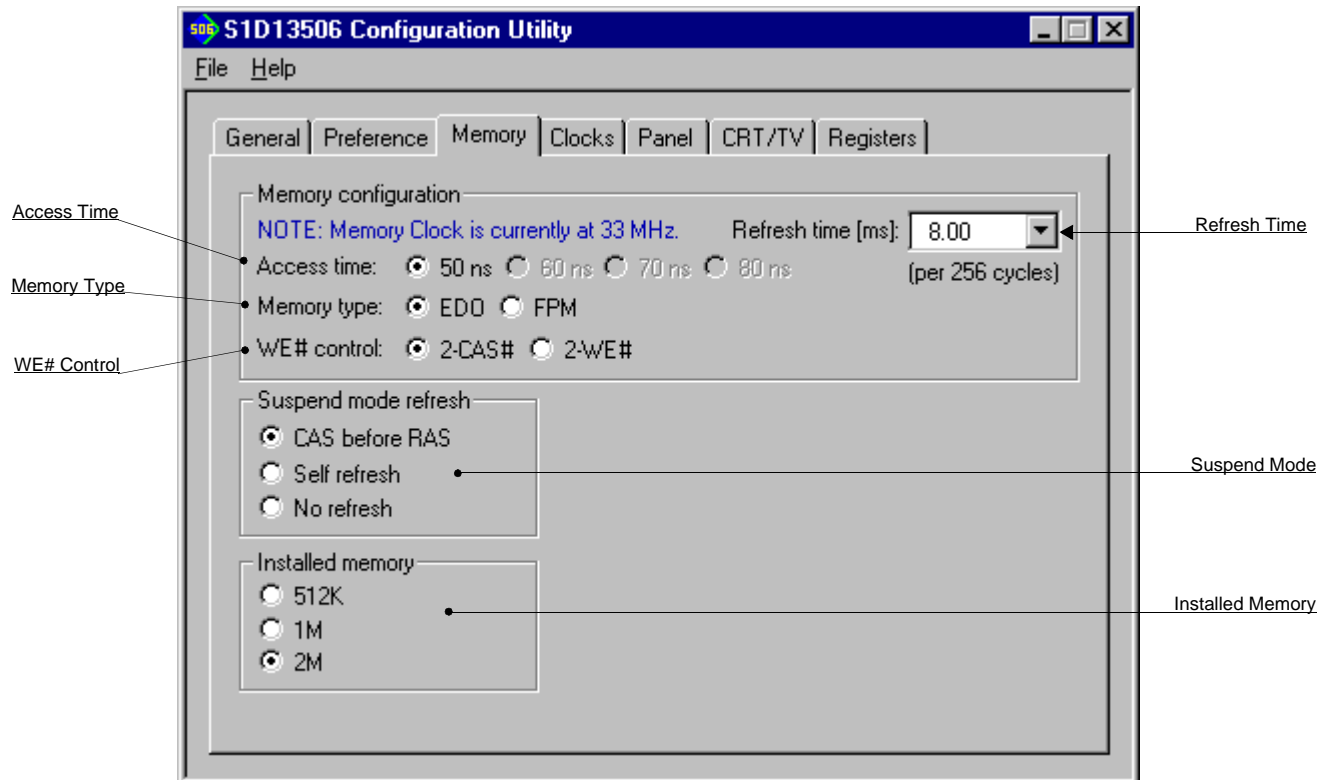 506 S1D13506 Configuration Utility
File Help
General Preference Memory Clocks Panel CRT/TV Registers
Memory configuration
Access Time
NOTE: Memory Clock is currently at 33 MHz. Refresh time [ms]: 8.00
Refresh Time
Access time: 50 ns 60 ns 70 ns 80 ns (per 256 cycles)
Memory Type
Memory type: EDO FPM
WE# Control
WE# control: 2-CAS# 2-WE#
Suspend mode refresh
CAS before RAS
Self refresh
Suspend Mode
No refresh
Installed memory
512K
Installed Memory
1M
2M